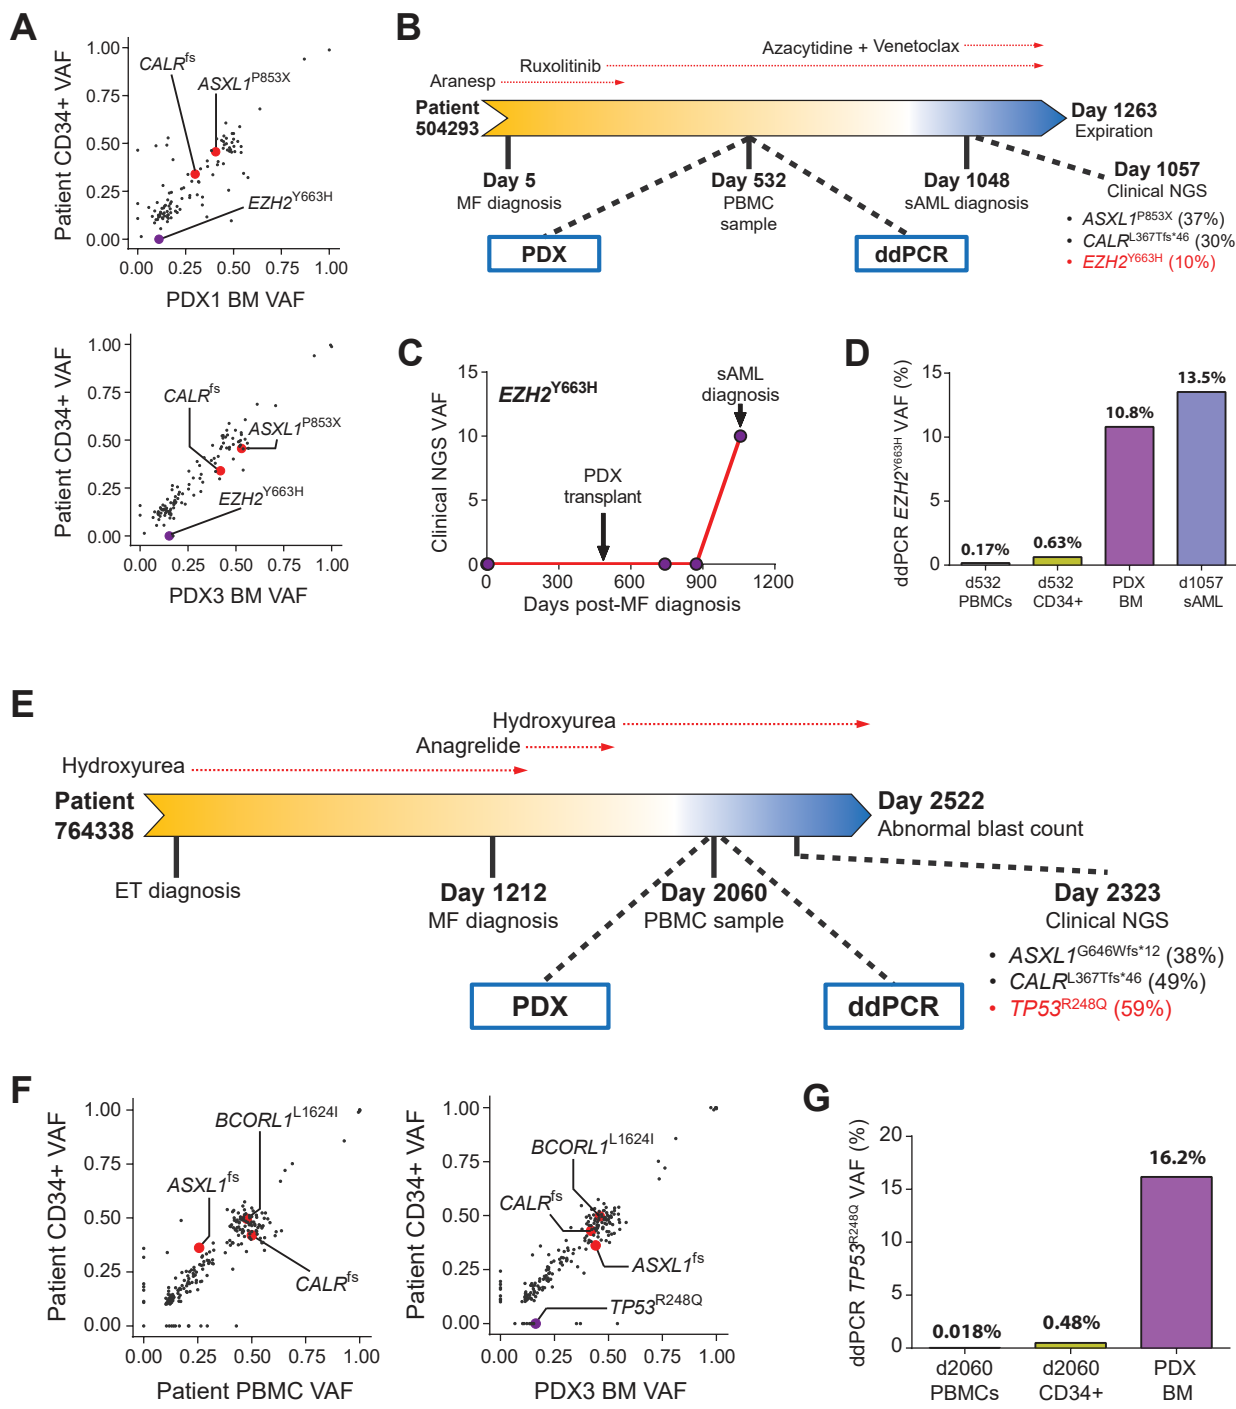 A
Patient CD34+ VAF
1.00
0.75
0.50
0.25
0.00
CALRfs
ASXL1P853X
EZH2Y663H
0.00 0.25 0.50 0.75 1.00
PDX1 BM VAF
Patient CD34+ VAF
1.00
0.75
0.50
0.25
0.00
CALRfs
ASXL1P853X
EZH2Y663H
0.00 0.25 0.50 0.75 1.00
PDX3 BM VAF
B
Azacytidine + Venetoclax
Ruxolitinib
Aranesp
Patient
504293
Day 1263
Expiration
Day 5
MF diagnosis
Day 532
PBMC
sample
Day 1048
sAML diagnosis
Day 1057
Clinical NGS
• ASXL1P853X (37%)
• CALRL367Tfs*46 (30%
• EZH2Y663H (10%)
PDX
ddPCR
C
Clinical NGS VAF
15
10
5
0
EZH2Y663H
sAML
diagnosis
PDX
transplant
0 300 600 900 1200
Days post-MF diagnosis
D
ddPCR EZH2Y663H VAF (%)
15
10
5
0
0.17%
0.63%
10.8%
13.5%
d532
PBMCs
d532
CD34+
PDX
BM
d1057
sAML
E
Hydroxyurea
Anagrelide
Hydroxyurea
Patient
764338
Day 2522
Abnormal blast count
ET diagnosis
Day 1212
MF diagnosis
Day 2060
PBMC sample
Day 2323
Clinical NGS
• ASXL1G646Wfs*12 (38%)
• CALRL367Tfs*46 (49%)
• TP53R248Q (59%)
PDX
ddPCR
F
Patient CD34+ VAF
1.00
0.75
0.50
0.25
0.00
BCORL1L1624I
ASXL1fs
CALRfs
0.00 0.25 0.50 0.75 1.00
Patient PBMC VAF
Patient CD34+ VAF
1.00
0.75
0.50
0.25
0.00
BCORL1L1624I
CALRfs
ASXL1fs
TP53R248Q
0.00 0.25 0.50 0.75 1.00
PDX3 BM VAF
G
ddPCR TP53R248Q VAF (%)
20
15
10
5
0
0.018%
0.48%
16.2%
d2060
PBMCs
d2060
CD34+
PDX
BM